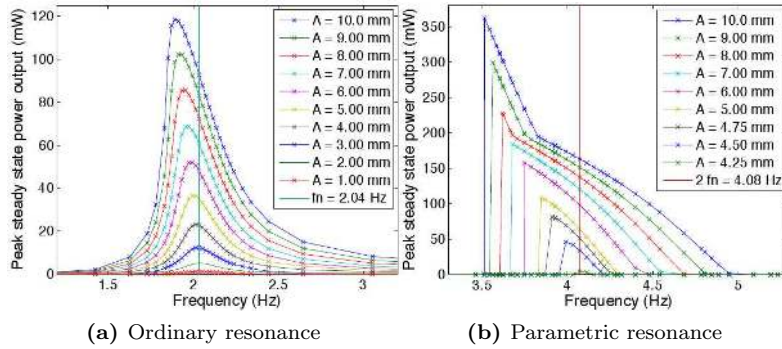 Peak steady state power output (mW)
120
100
80
60
40
20
0
1.5
2
2.5
3
Frequency (Hz)
A = 10.0 mm
A = 9.00 mm
A = 8.00 mm
A = 7.00 mm
A = 6.00 mm
A = 5.00 mm
A = 4.00 mm
A = 3.00 mm
A = 2.00 mm
A = 1.00 mm
fn = 2.04 Hz
(a) Ordinary resonance
Peak steady state power output (mW)
350
300
250
200
150
100
50
0
3.5
4
4.5
5
Frequency (Hz)
A = 10.0 mm
A = 9.00 mm
A = 8.00 mm
A = 7.00 mm
A = 6.00 mm
A = 5.00 mm
A = 4.75 mm
A = 4.50 mm
A = 4.25 mm
2 fn = 4.08 Hz
(b) Parametric resonance